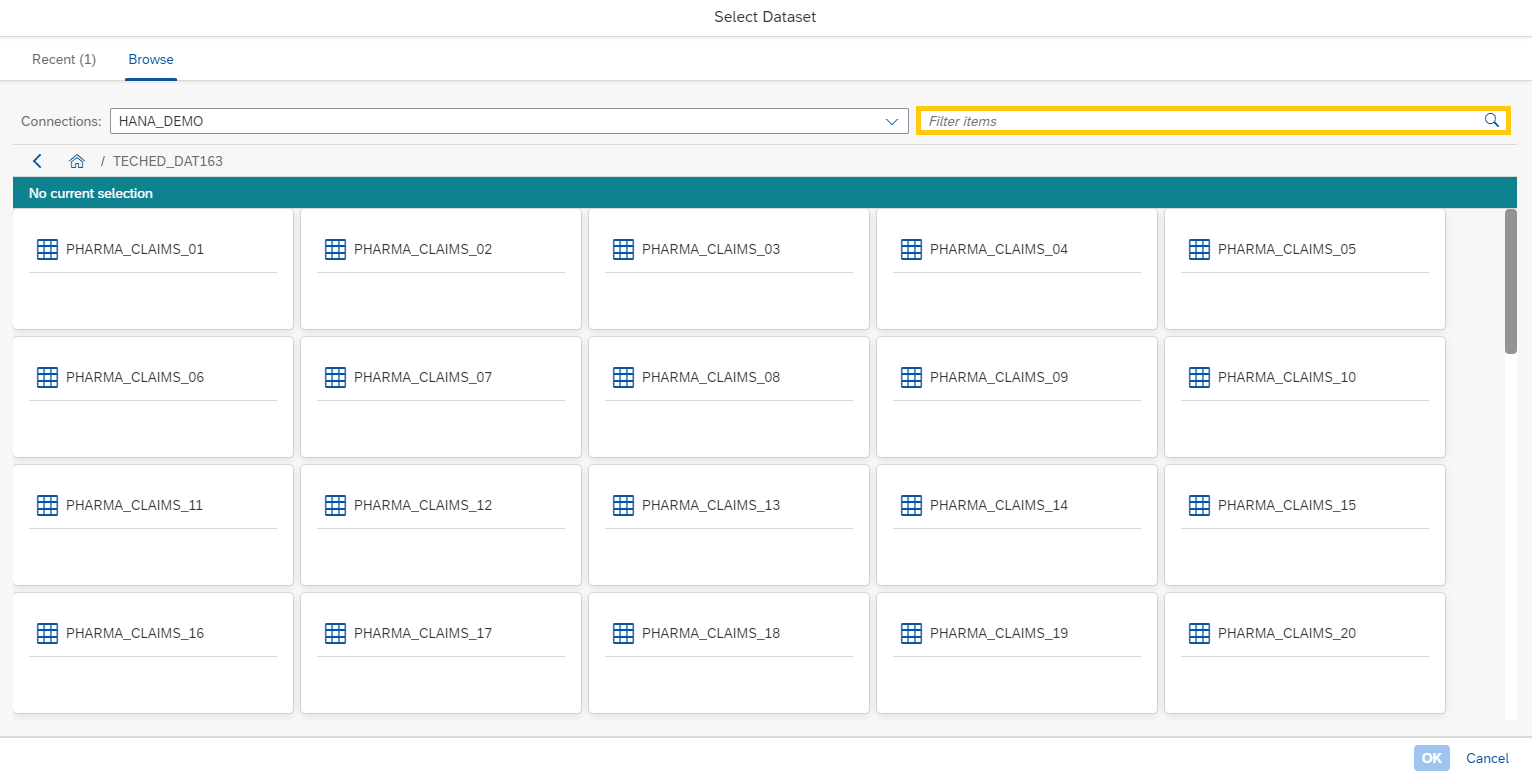 Select Dataset
Recent (1) Browse
Connections: HANA_DEMO Filter items
/ TECHED_DAT163
No current selection
PHARMA_CLAIMS_01 PHARMA_CLAIMS_02 PHARMA_CLAIMS_03 PHARMA_CLAIMS_04 PHARMA_CLAIMS_05
PHARMA_CLAIMS_06 PHARMA_CLAIMS_07 PHARMA_CLAIMS_08 PHARMA_CLAIMS_09 PHARMA_CLAIMS_10
PHARMA_CLAIMS_11 PHARMA_CLAIMS_12 PHARMA_CLAIMS_13 PHARMA_CLAIMS_14 PHARMA_CLAIMS_15
PHARMA_CLAIMS_16 PHARMA_CLAIMS_17 PHARMA_CLAIMS_18 PHARMA_CLAIMS_19 PHARMA_CLAIMS_20
OK Cancel